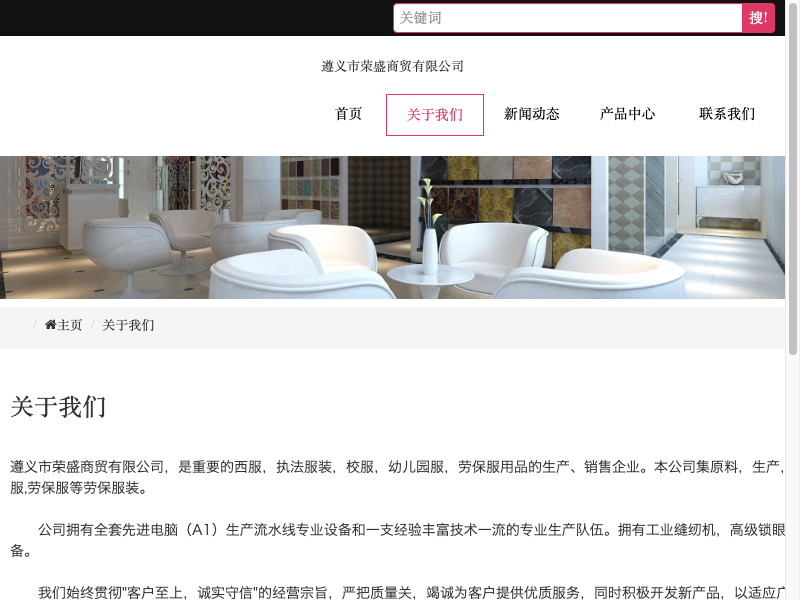 关键词
搜!
遵义市荣盛商贸有限公司
首页 关于我们 新闻动态 产品中心 联系我们
/ 主页 / 关于我们
关于我们
遵义市荣盛商贸有限公司，是重要的西服，执法服装，校服，幼儿园服，劳保服用品的生产、销售企业。本公司集原料，生产，
服,劳保服等劳保服装。
公司拥有全套先进电脑（A1）生产流水线专业设备和一支经验丰富技术一流的专业生产队伍。拥有工业缝纫机，高级锁眼
备。
我们始终贯彻"客户至上，诚实守信"的经营宗旨，严把质量关，竭诚为客户提供优质服务，同时积极开发新产品，以适应广